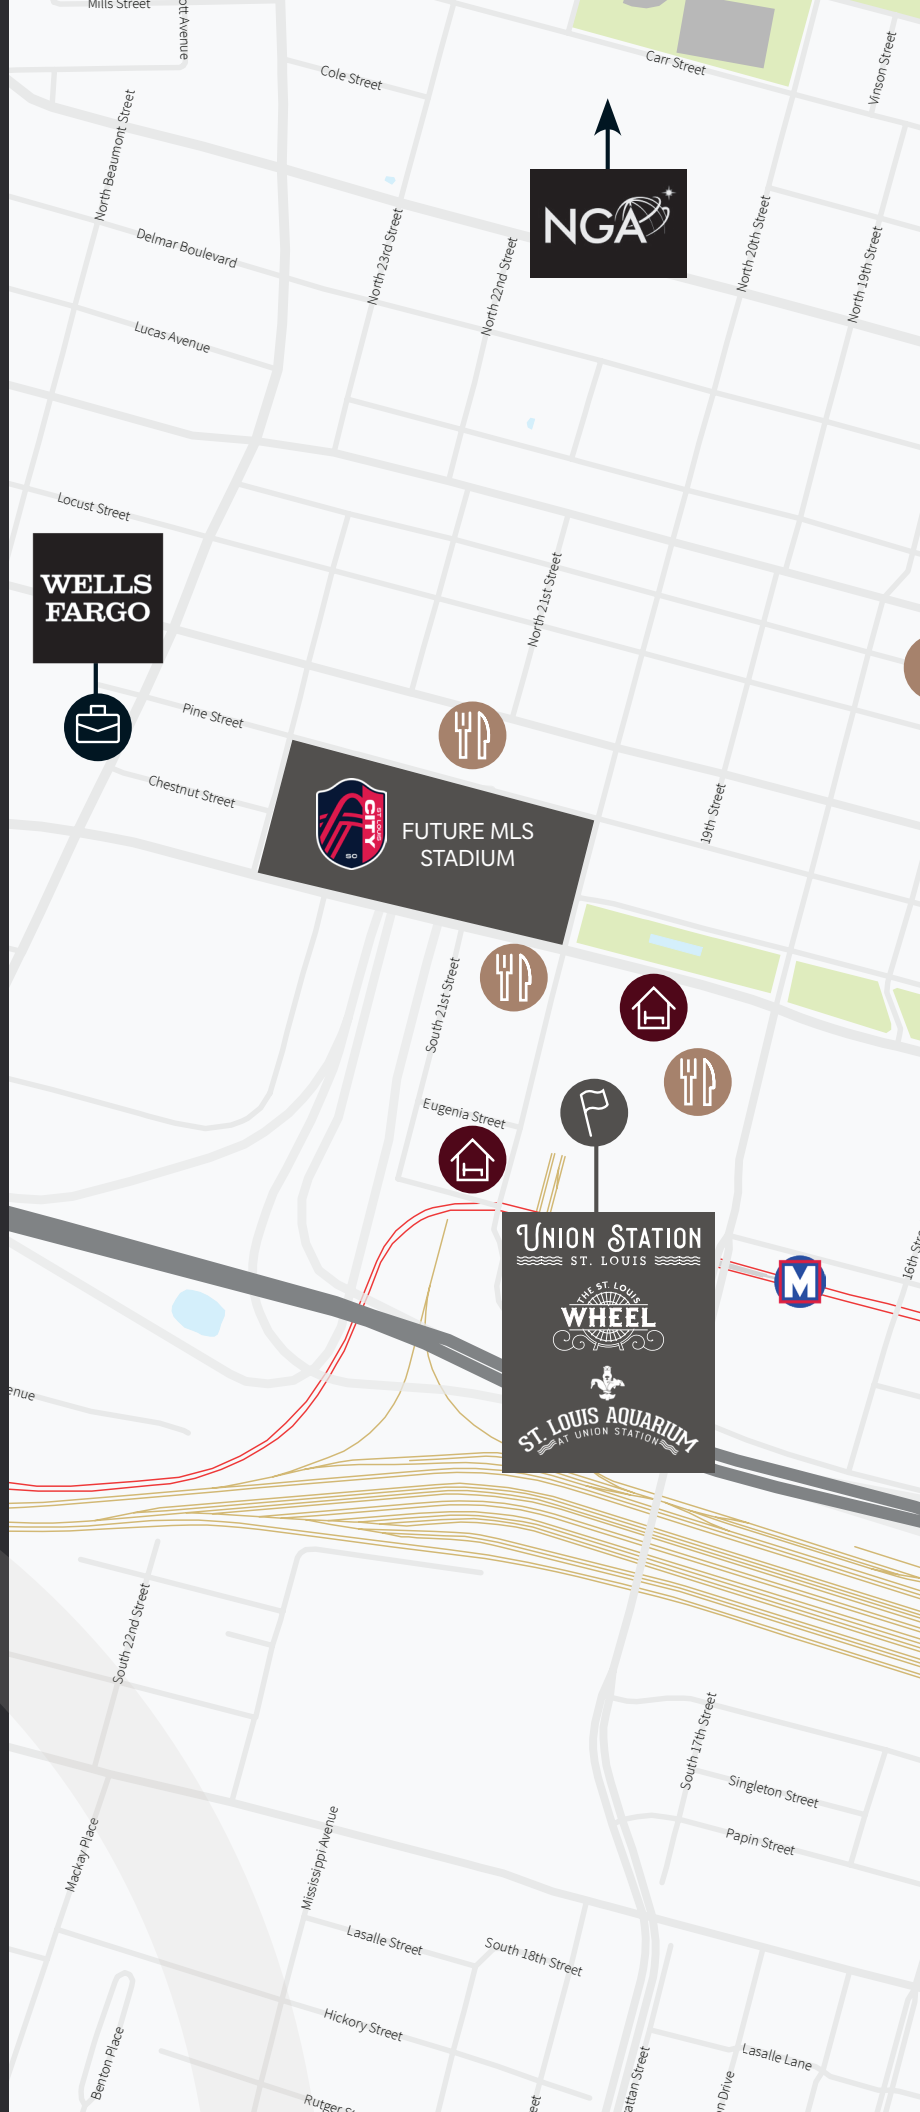 Mills Street
Cole Street
Carr Street
Vinson Street
North Beaumont Street
NGA
Delmar Boulevard
North 23rd Street
North 22nd Street
North 20th Street
North 19th Street
Lucas Avenue
Locust Street
WELLS
FARGO
North 21st Street
Pine Street
Chestnut Street
ST LOUIS
CITY
SC
FUTURE MLS
STADIUM
19th Street
South 21st Street
Eugenia Street
UNION STATION
ST. LOUIS
THE ST. LOUIS
WHEEL
ST. LOUIS AQUARIUM
AT UNION STATION
M
South 22nd Street
South 17th Street
Singleton Street
Papin Street
Mackay Place
Mississippi Avenue
Lasalle Street
South 18th Street
Hickory Street
Lasalle Lane
Benton Place